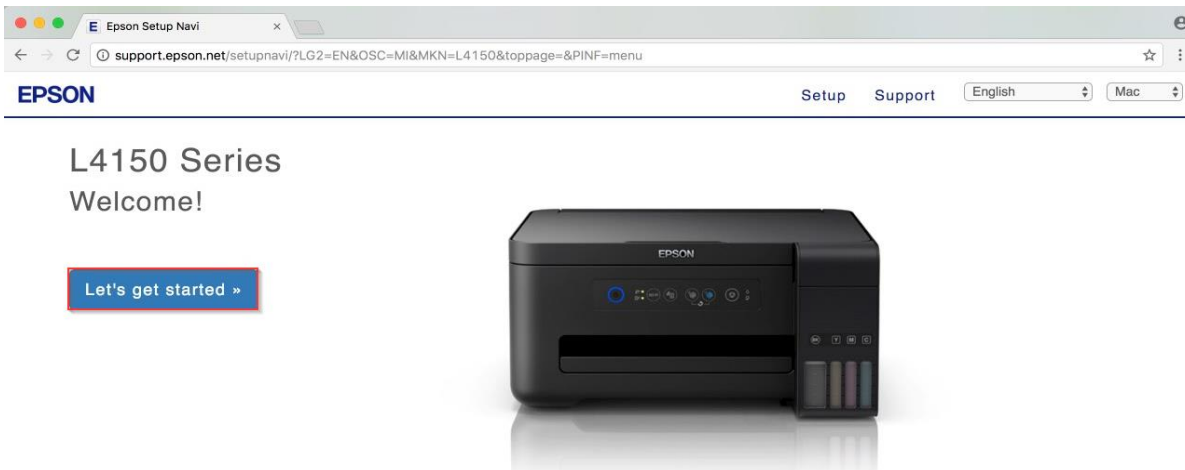 Epson Setup Navi
support.epson.net/setupnavi/?LG2=EN&OSC=MI&MKN=L4150&toppage=&PINF=menu
EPSON Setup Support English Mac
L4150 Series
Welcome!
Let's get started »
EPSON
BK Y M C